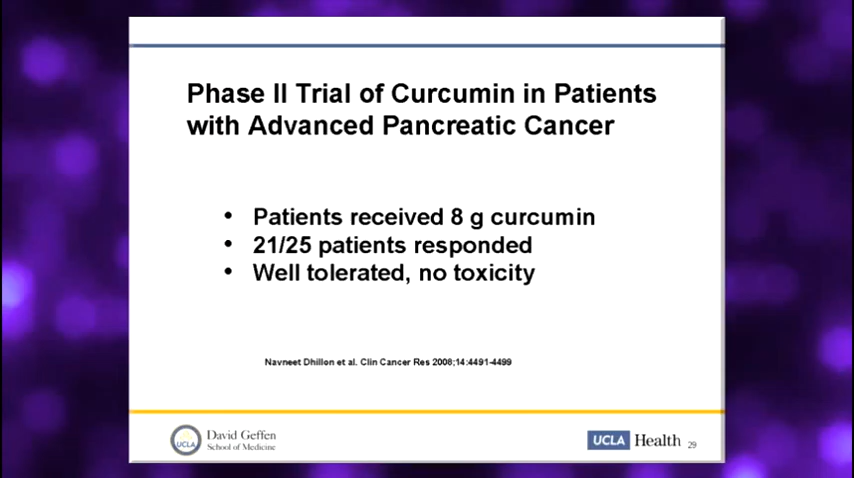 Phase II Trial of Curcumin in Patients
with Advanced Pancreatic Cancer
• Patients received 8 g curcumin
• 21/25 patients responded
• Well tolerated, no toxicity
Navneet Dhillon et al. Clin Cancer Res 2008;14:4491-4499
UCLA
David Geffen
School of Medicine
UCLA Health 29